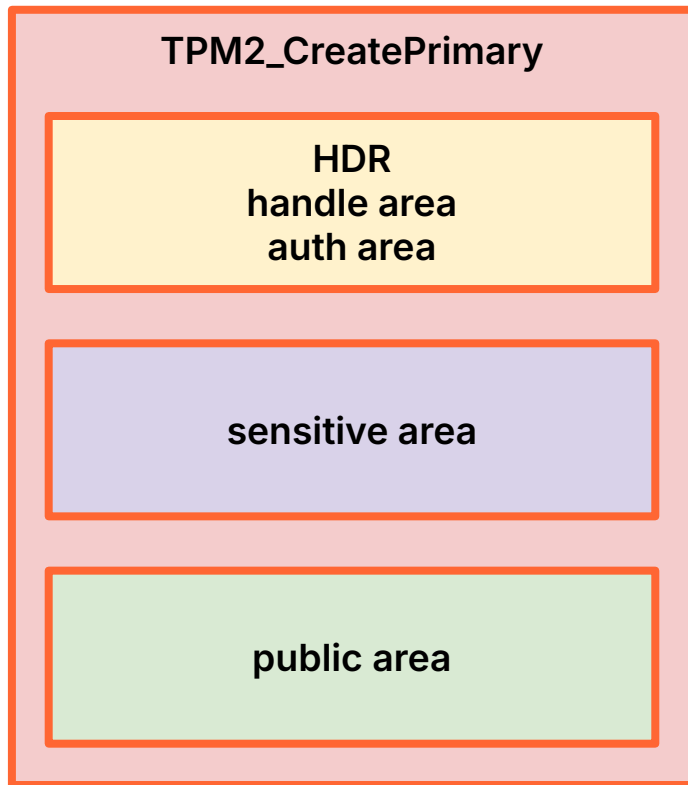 TPM2_CreatePrimary
HDR
handle area
auth area
sensitive area
public area